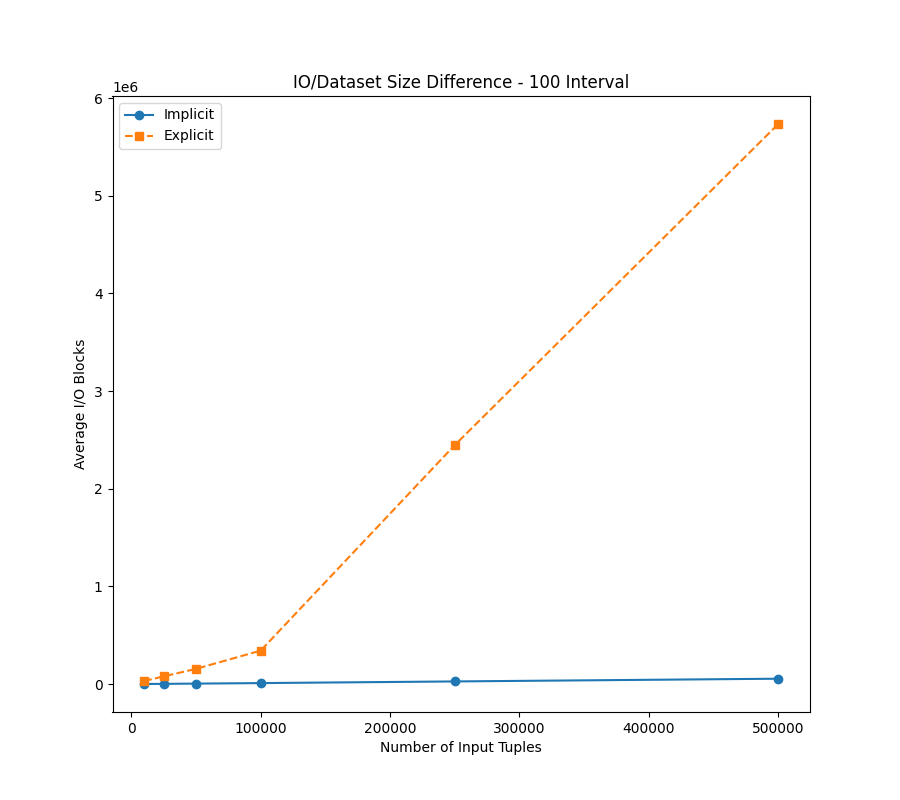 IO/Dataset Size Difference - 100 Interval
1e6
Implicit
Explicit
6
5
4
3
2
1
0
Average I/O Blocks
0 100000 200000 300000 400000 500000
Number of Input Tuples